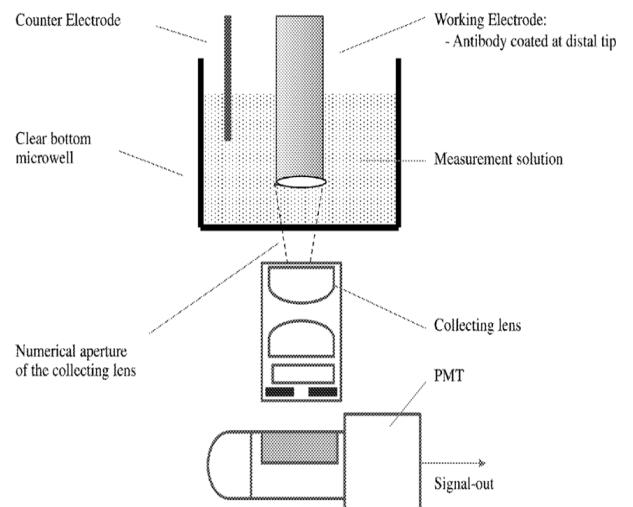 Counter Electrode
Working Electrode:
- Antibody coated at distal tip
Clear bottom
microwell
Measurement solution
Numerical aperture
of the collecting lens
Collecting lens
PMT
Signal-out